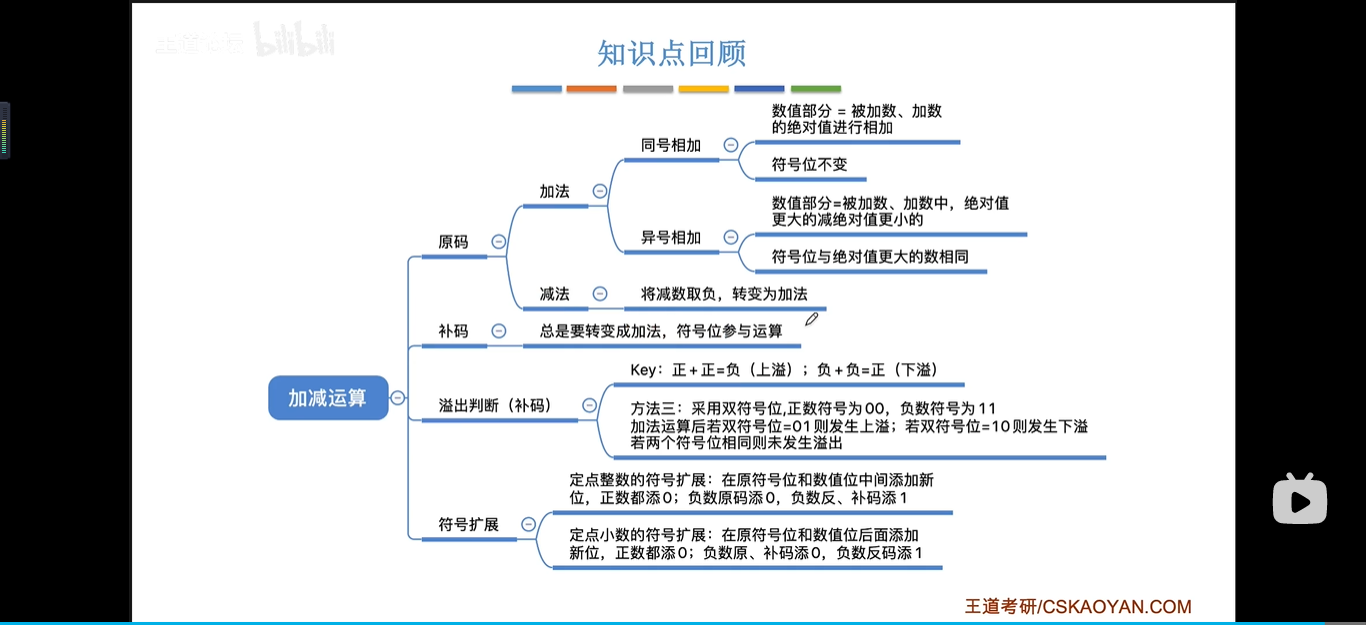 bilibili
知识点回顾
数值部分 = 被加数、加数
的绝对值进行相加
同号相加
符号位不变
加法
数值部分=被加数、加数中，绝对值
更大的减绝对值更小的
异号相加
原码
符号位与绝对值更大的数相同
减法
将减数取负，转变为加法
补码
总是要转变成加法，符号位参与运算
Key：正+正=负（上溢）；负+负=正（下溢）
加减运算
溢出判断（补码）
方法三：采用双符号位,正数符号为00，负数符号为11
加法运算后若双符号位=01则发生上溢；若双符号位=10则发生下溢
若两个符号位相同则未发生溢出
定点整数的符号扩展：在原符号位和数值位中间添加新
位，正数都添0；负数原码添0，负数反、补码添1
符号扩展
定点小数的符号扩展：在原符号位和数值位后面添加
新位，正数都添0；负数原、补码添0，负数反码添1
王道考研/CSKAOYAN.COM